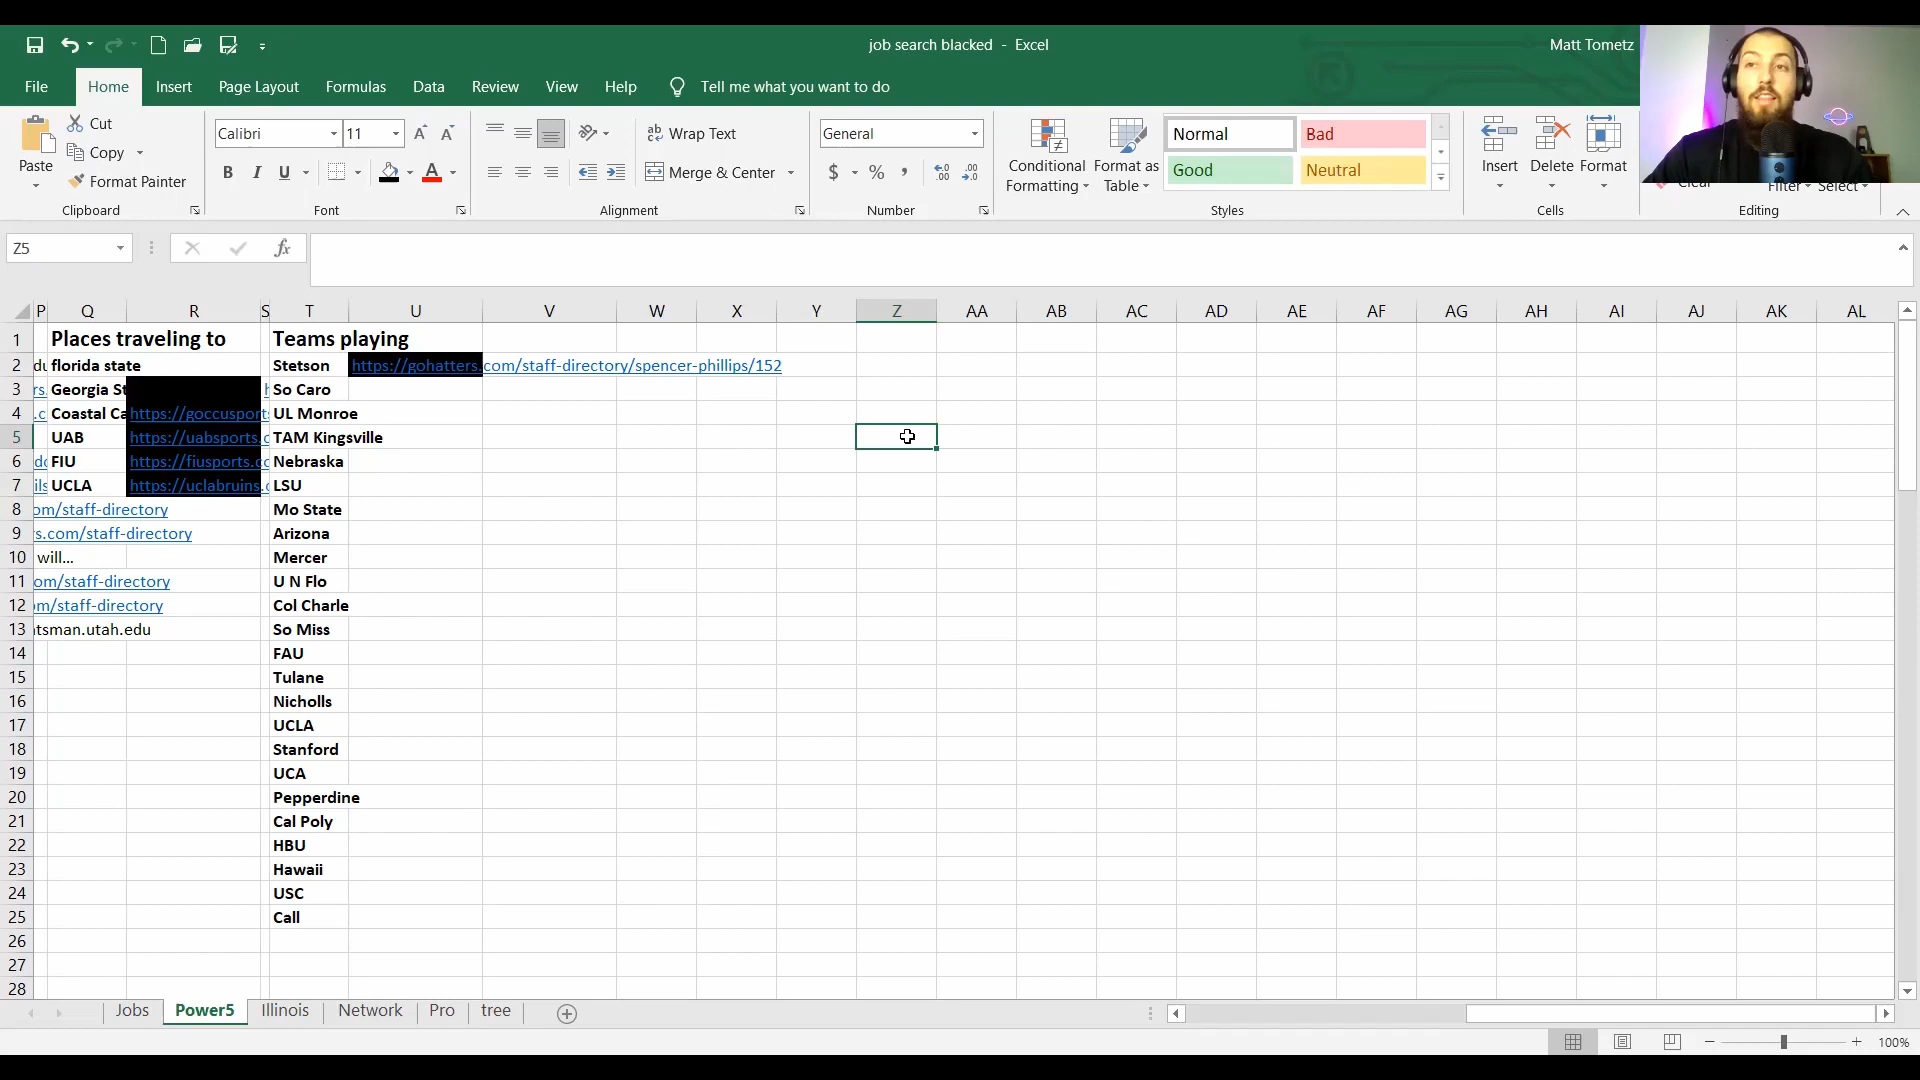 job search blacked - Excel
Matt Tometz
File Home Insert Page Layout Formulas Data Review View Help Tell me what you want to do
Paste
Cut
Copy
Format Painter
Clipboard
Calibri 11
B I U
Font
Wrap Text
Merge & Center
Alignment
General
$ % ,
Number
Conditional Formatting
Format as Table
Normal Bad
Good Neutral
Styles
Insert Delete Format
Cells
Filter Select
Editing
Z5
fx
P Q R S T U V W X Y Z AA AB AC AD AE AF AG AH AI AJ AK AL
1 Places traveling to Teams playing
2 du florida state Stetson https://gohatters.com/staff-directory/spencer-phillips/152
3 rs. Georgia St h So Caro
4 .c Coastal Ca https://goccusports UL Monroe
5 UAB https://uabsports.c TAM Kingsville
6 do FIU https://fiusports.co Nebraska
7 ils UCLA https://uclabruins.c LSU
8 om/staff-directory Mo State
9 rs.com/staff-directory Arizona
10 will... Mercer
11 om/staff-directory U N Flo
12 om/staff-directory Col Charle
13 ntsman.utah.edu So Miss
14 FAU
15 Tulane
16 Nicholls
17 UCLA
18 Stanford
19 UCA
20 Pepperdine
21 Cal Poly
22 HBU
23 Hawaii
24 USC
25 Call
26
27
28
Jobs Power5 Illinois Network Pro tree
100%